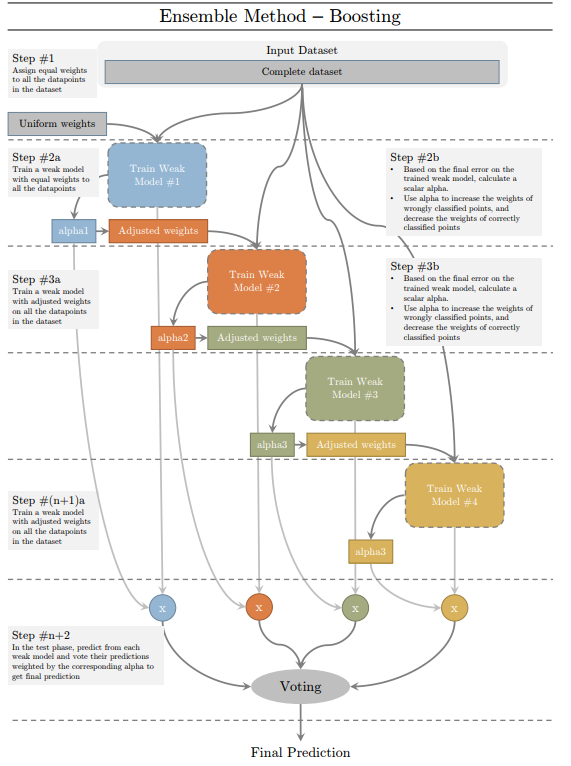 Ensemble Method – Boosting
Step #1
Assign equal weights
to all the datapoints
in the dataset
Input Dataset
Complete dataset
Uniform weights
Step #2a
Train a weak model
with equal weights to
all the datapoints
Train Weak
Model #1
Step #2b
• Based on the final error on the
trained weak model, calculate a
scalar alpha.
• Use alpha to increase the weights of
wrongly classified points, and
decrease the weights of correctly
classified points
alpha1
Adjusted weights
Step #3a
Train a weak model
with adjusted weights
on all the datapoints
in the dataset
Train Weak
Model #2
Step #3b
• Based on the final error on the
trained weak model, calculate a
scalar alpha.
• Use alpha to increase the weights of
wrongly classified points, and
decrease the weights of correctly
classified points
alpha2
Adjusted weights
Train Weak
Model #3
alpha3
Adjusted weights
Step #(n+1)a
Train a weak model
with adjusted weights
on all the datapoints
in the dataset
Train Weak
Model #4
alpha3
x
x
x
x
Step #n+2
In the test phase, predict from each
weak model and vote their predictions
weighted by the corresponding alpha to
get final prediction
Voting
Final Prediction